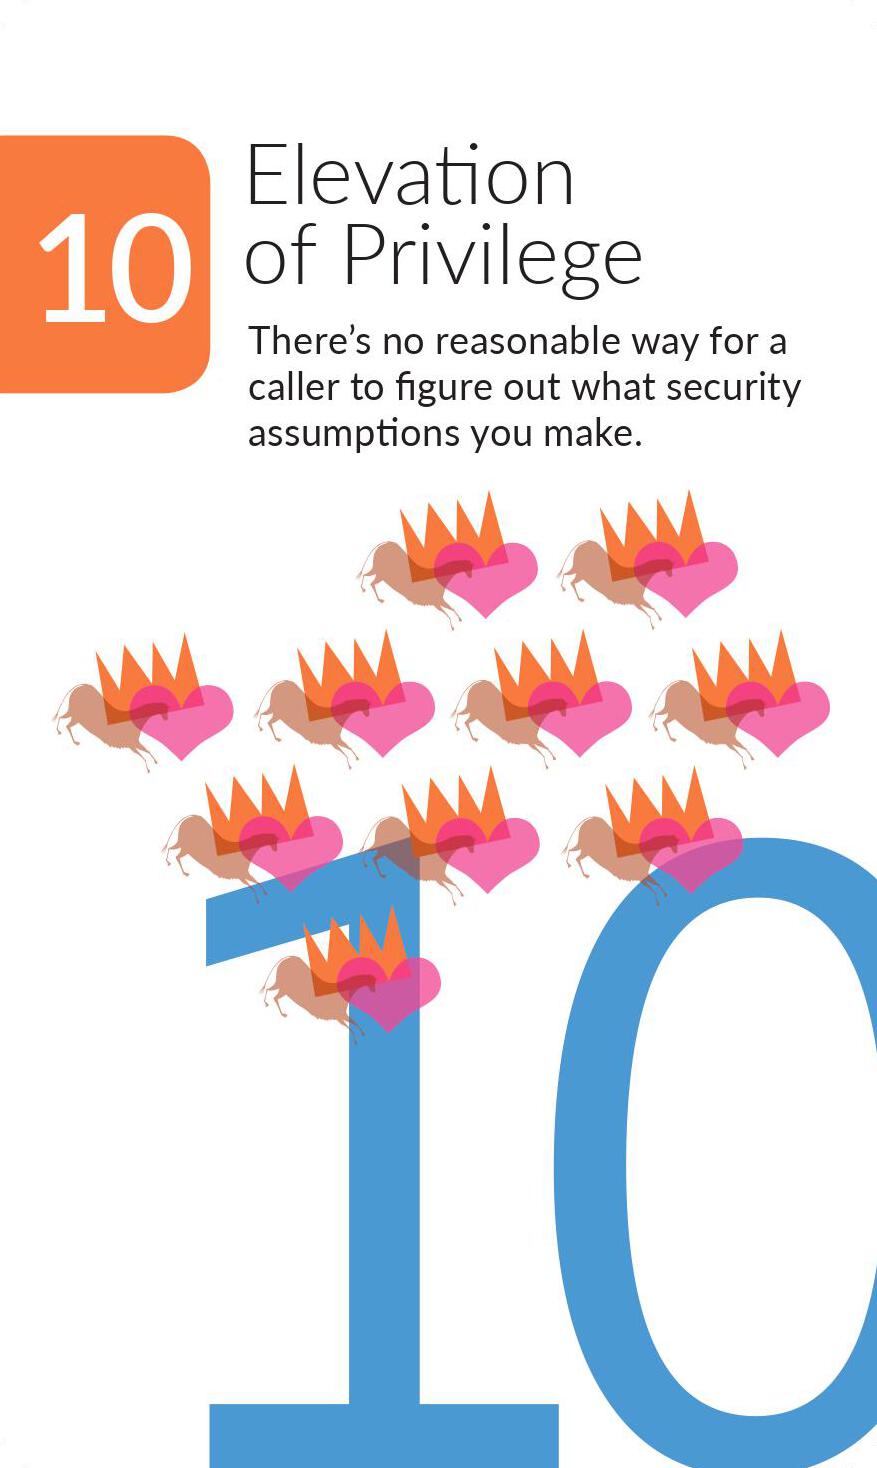 10
Elevation
of Privilege
There's no reasonable way for a
caller to figure out what security
assumptions you make.
10